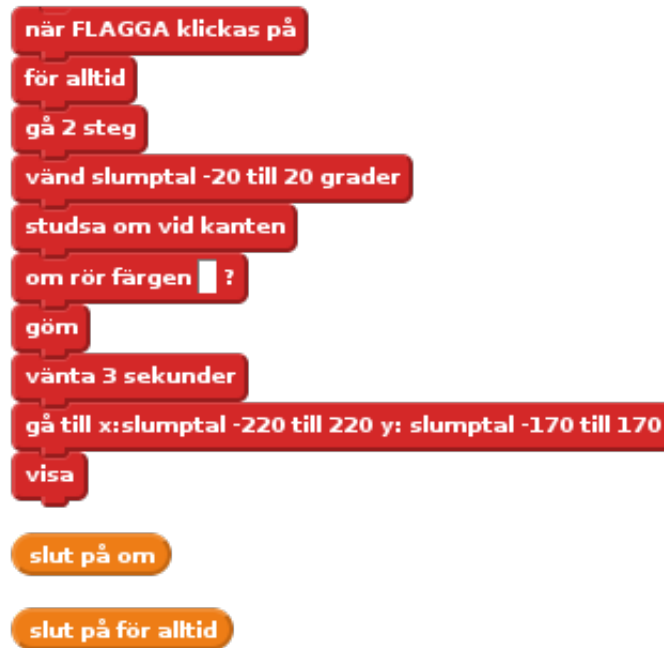 när FLAGGA klickas på
för alltid
gå 2 steg
vänd slumptal -20 till 20 grader
studsa om vid kanten
om rör färgen ?
göm
vänta 3 sekunder
gå till x:slumptal -220 till 220 y: slumptal -170 till 170
visa
slut på om
slut på för alltid